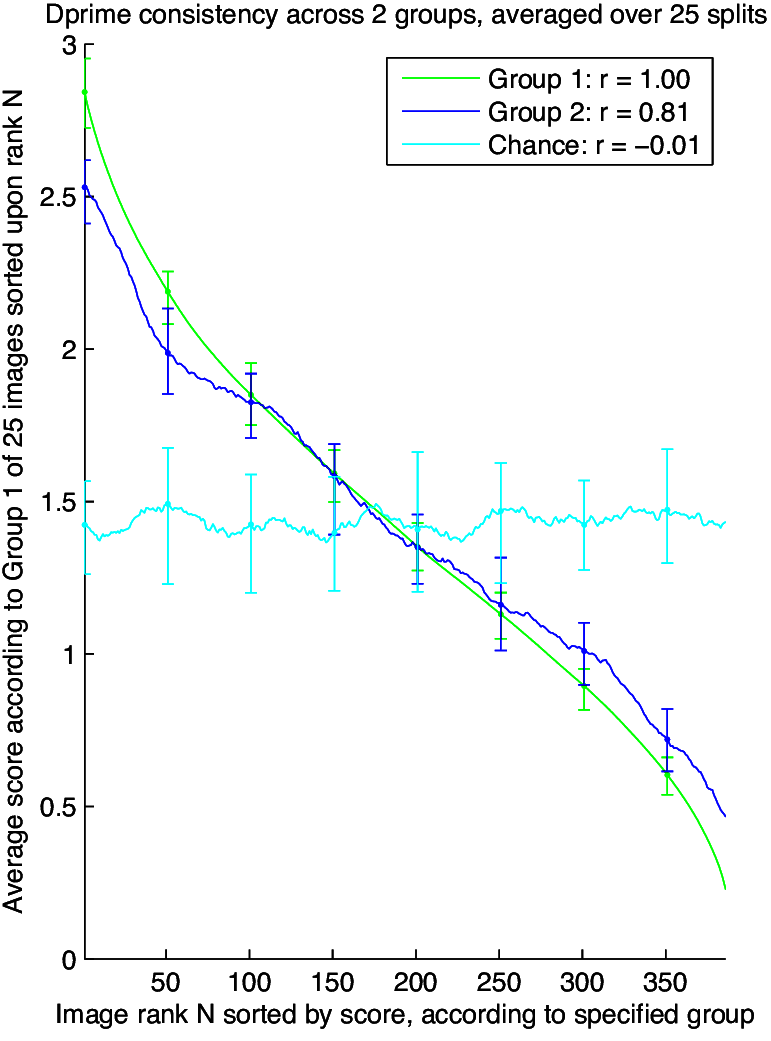 Dprime consistency across 2 groups, averaged over 25 splits
Average score according to Group 1 of 25 images sorted upon rank N
3
2.5
2
1.5
1
0.5
0
Group 1: r = 1.00
Group 2: r = 0.81
Chance: r = −0.01
50 100 150 200 250 300 350
Image rank N sorted by score, according to specified group